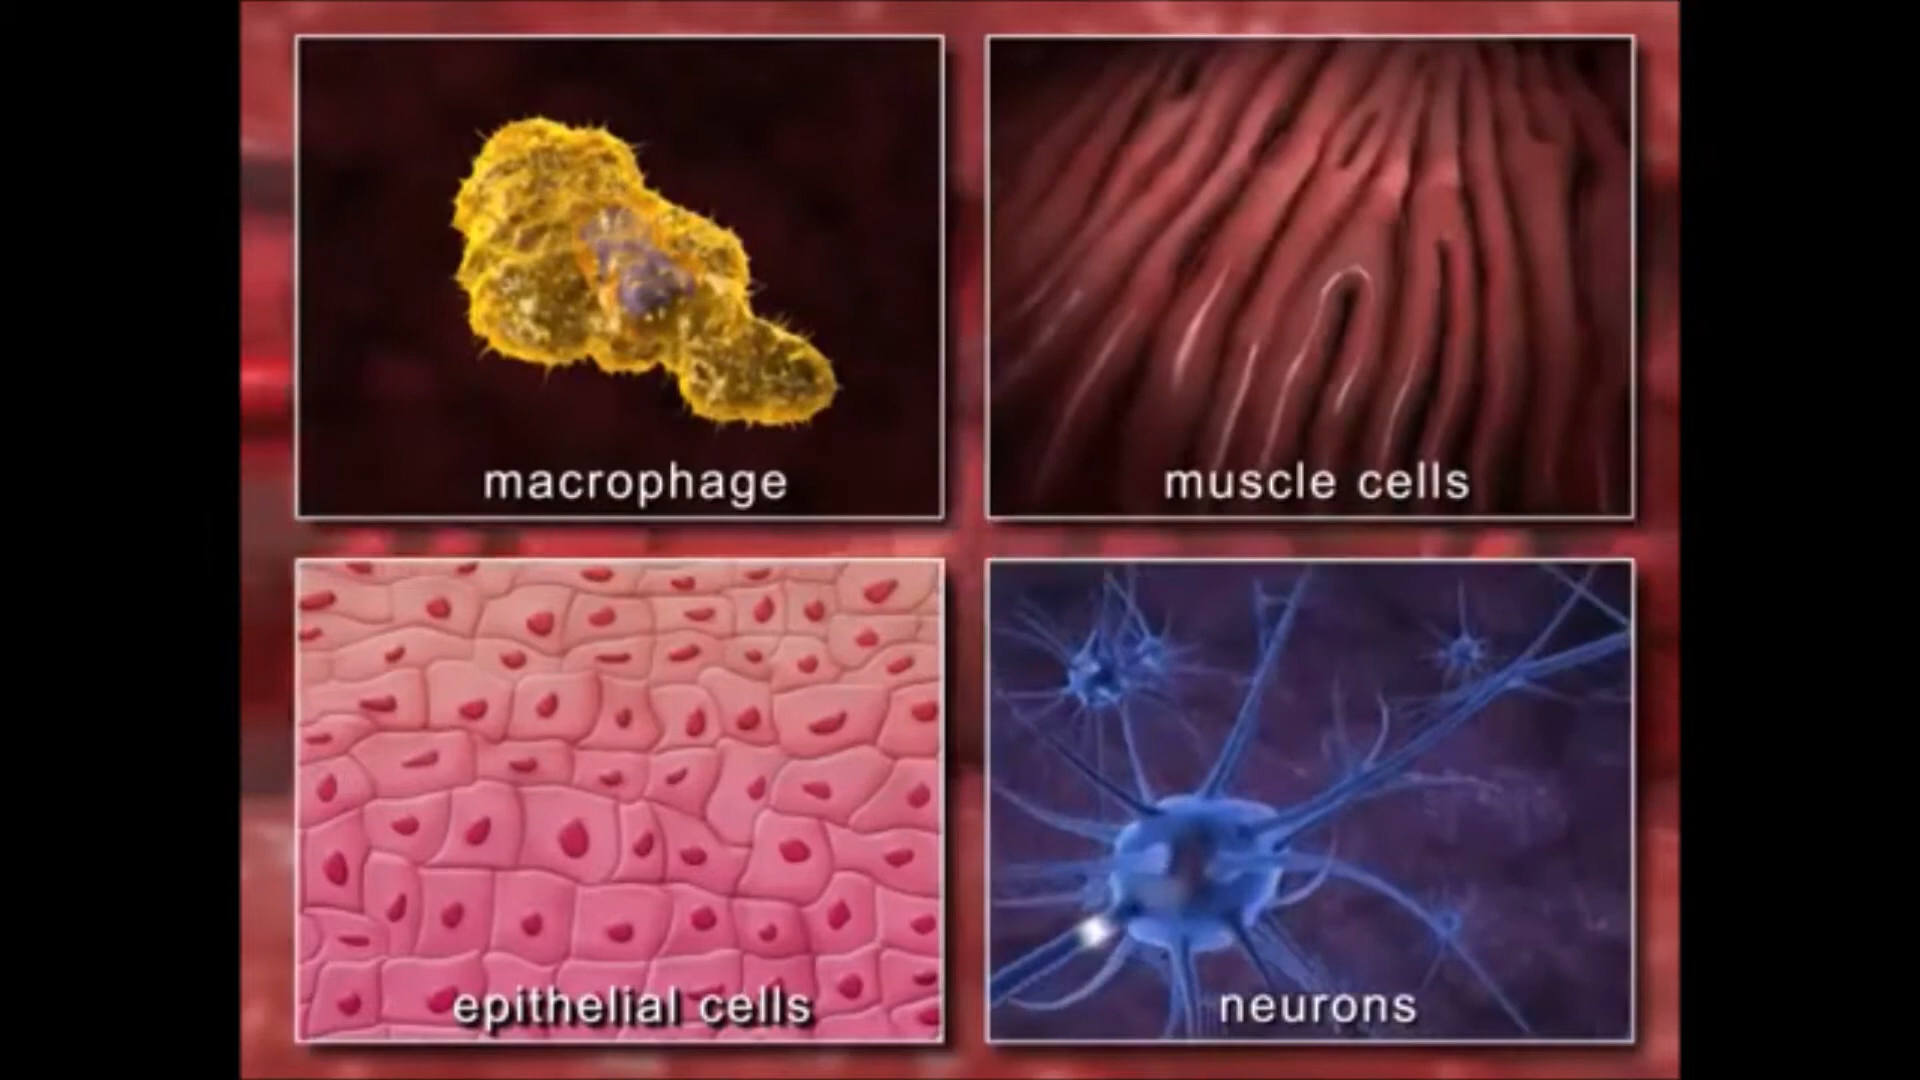 macrophage
muscle cells
epithelial cells
neurons